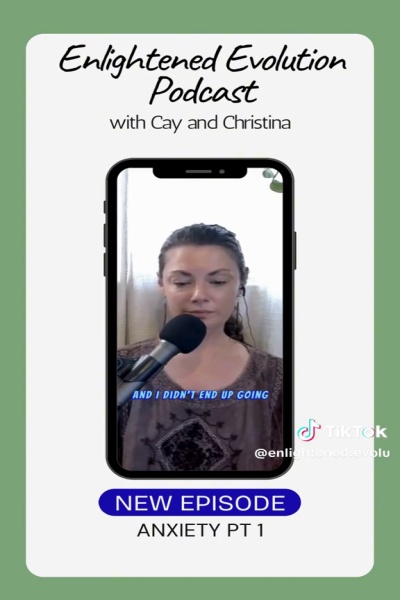 Enlightened Evolution
Podcast
with Cay and Christina
AND I DIDN'T END UP GOING
TikTok
@enlightenedevolu
NEW EPISODE
ANXIETY PT 1